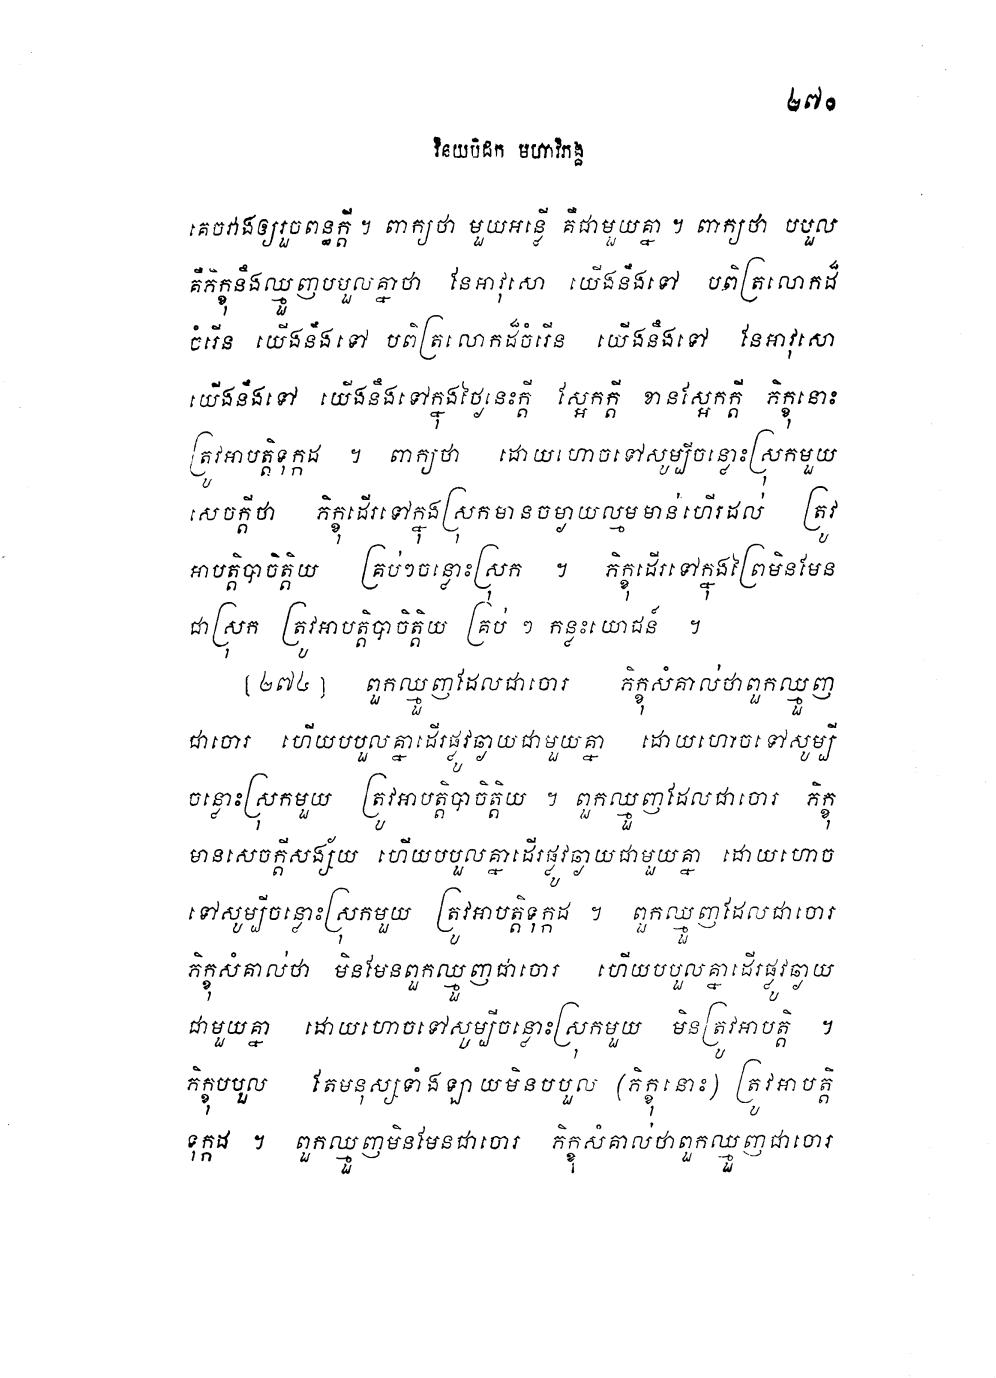 ២៧០
វិនយបិដក មហាវិភង្គ
គេចវាងឲ្យរួចពន្ធក្តី ។ ពាក្យថា មួយអន្លើ គឺជាមួយគ្នា ។ ពាក្យថា បបួល
គឺភិក្ខុនឹងឈ្មួញបបួលគ្នាថា នែអាវុសោ យើងនឹងទៅ បពិត្រលោកដ៏
ចំរើន យើងនឹងទៅ បពិត្រលោកដ៏ចំរើន យើងនឹងទៅ នែអាវុសោ
យើងនឹងទៅ យើងនឹងទៅក្នុងថ្ងៃនេះក្តី ស្អែកក្តី ខានស្អែកក្តី ភិក្ខុនោះ
ត្រូវអាបត្តិទុក្កដ ។ ពាក្យថា ដោយហោចទៅសូម្បីចន្លោះស្រុកមួយ
សេចក្តីថា ភិក្ខុដើរទៅក្នុងស្រុកមានចម្ងាយល្មមមាន់ហើរដល់ ត្រូវ
អាបត្តិបាចិត្តិយ គ្រប់ៗចន្លោះស្រុក ។ ភិក្ខុដើរទៅក្នុងព្រៃមិនមែន
ជាស្រុក ត្រូវអាបត្តិបាចិត្តិយ គ្រប់ ៗ កន្លះយោជន៍ ។
[២៧៤] ពួកឈ្មួញដែលជាចោរ ភិក្ខុសំគាល់ថាពួកឈ្មួញ
ជាចោរ ហើយបបួលគ្នាដើរផ្លូវឆ្ងាយជាមួយគ្នា ដោយហោចទៅសូម្បី
ចន្លោះស្រុកមួយ ត្រូវអាបត្តិបាចិត្តិយ ។ ពួកឈ្មួញដែលជាចោរ ភិក្ខុ
មានសេចក្តីសង្ស័យ ហើយបបួលគ្នាដើរផ្លូវឆ្ងាយជាមួយគ្នា ដោយហោច
ទៅសូម្បីចន្លោះស្រុកមួយ ត្រូវអាបត្តិទុក្កដ ។ ពួកឈ្មួញដែលជាចោរ
ភិក្ខុសំគាល់ថា មិនមែនពួកឈ្មួញជាចោរ ហើយបបួលគ្នាដើរផ្លូវឆ្ងាយ
ជាមួយគ្នា ដោយហោចទៅសូម្បីចន្លោះស្រុកមួយ មិនត្រូវអាបត្តិ ។
ភិក្ខុបបួល តែមនុស្សទាំងឡាយមិនបបួល (ភិក្ខុនោះ) ត្រូវអាបត្តិ
ទុក្កដ ។ ពួកឈ្មួញមិនមែនជាចោរ ភិក្ខុសំគាល់ថាពួកឈ្មួញជាចោរ